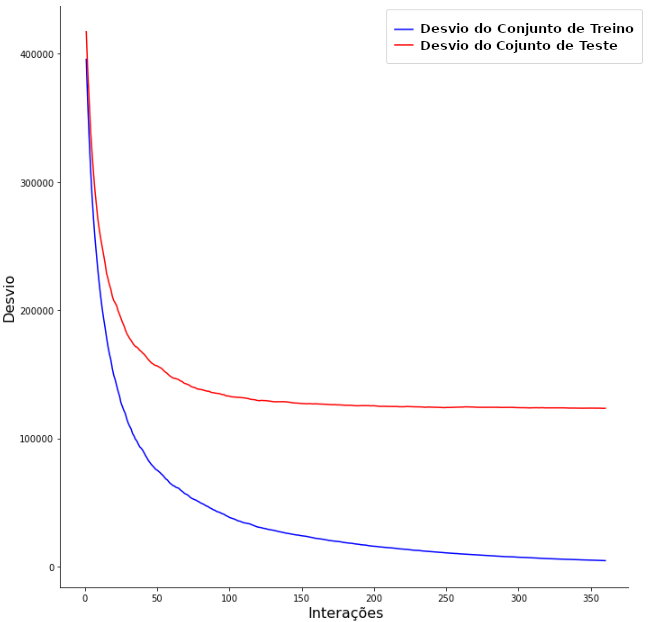 Desvio do Conjunto de Treino
Desvio do Cojunto de Teste
400000
300000
200000
100000
0
Desvio
0 50 100 150 200 250 300 350
Interações